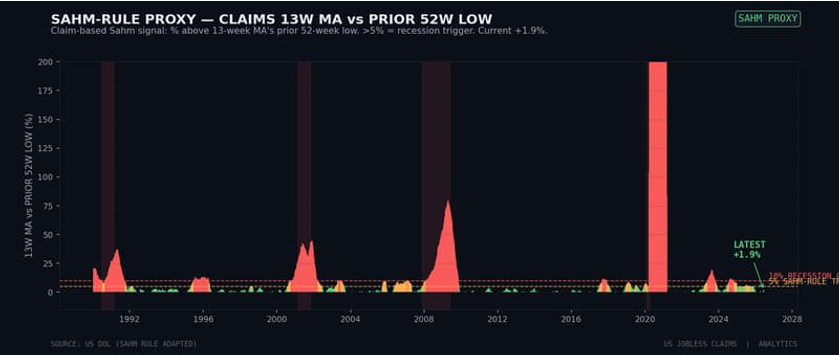 SAHM-RULE PROXY — CLAIMS 13W MA vs PRIOR 52W LOW
SAHM PROXY
Claim-based Sahm signal: % above 13-week MA's prior 52-week low. >5% = recession trigger. Current +1.9%.
13W MA vs PRIOR 52W LOW (%)
200
175
150
125
100
75
50
25
0
LATEST
+1.9%
10% RECESSION
5% SAHM-RULE
1992
1996
2000
2004
2008
2012
2016
2020
2024
2028
SOURCE: US DOL (SAHM RULE ADAPTED)
US JOBLESS CLAIMS | ANALYTICS